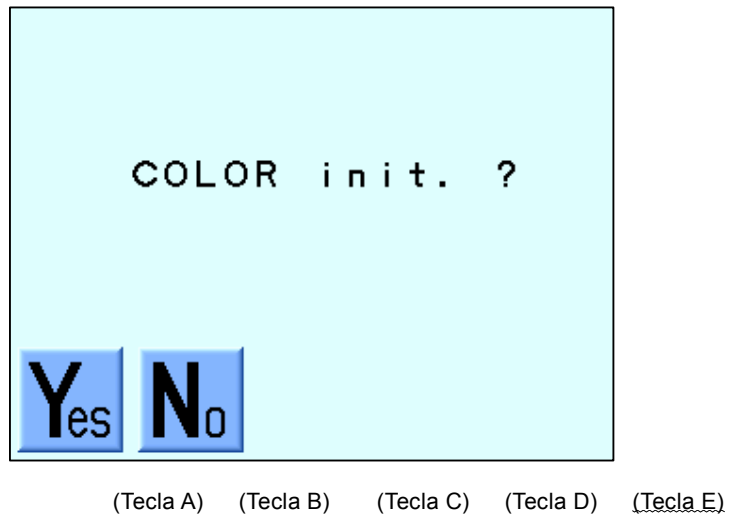 COLOR init. ?
Yes No
(Tecla A) (Tecla B) (Tecla C) (Tecla D) (Tecla E)